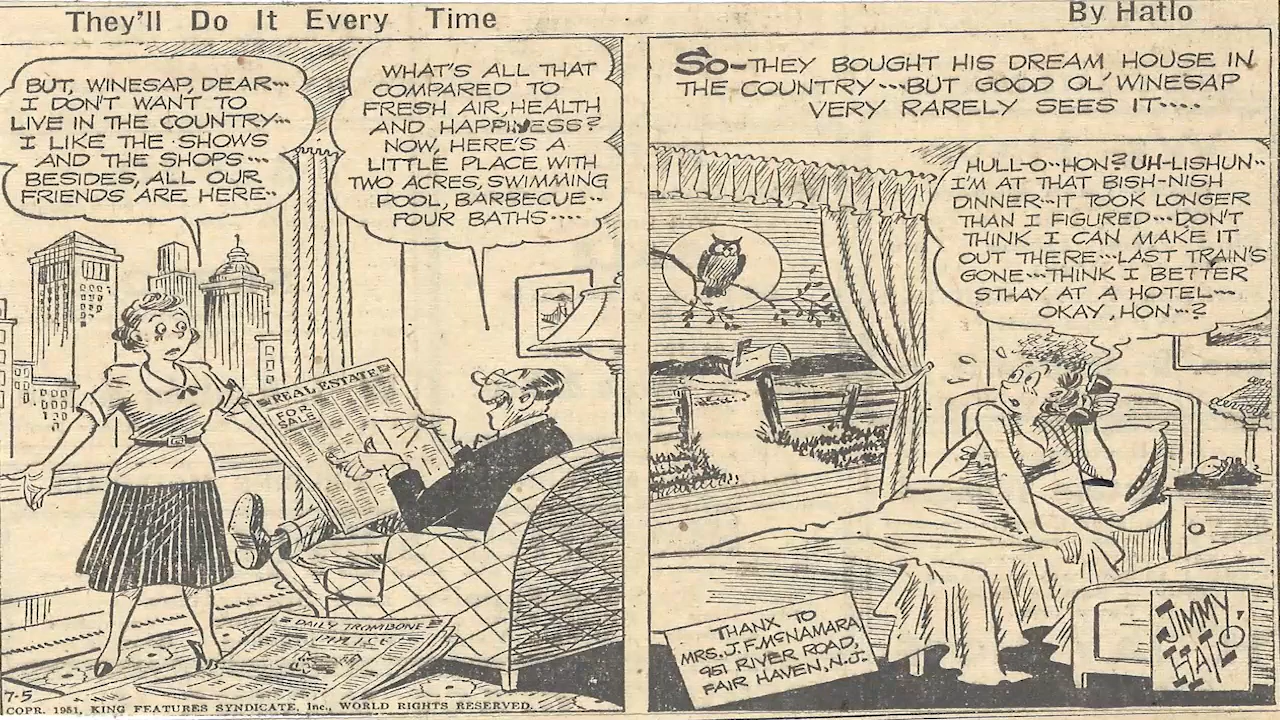 They'll Do It Every Time
By Hatlo
BUT, WINESAP, DEAR---
I DON'T WANT TO
LIVE IN THE COUNTRY---
I LIKE THE SHOWS
AND THE SHOPS---
BESIDES, ALL OUR
FRIENDS ARE HERE--
WHAT'S ALL THAT
COMPARED TO
FRESH AIR, HEALTH
AND HAPPINESS?
NOW, HERE'S A
LITTLE PLACE WITH
TWO ACRES, SWIMMING
POOL, BARBECUE--
FOUR BATHS----
REAL ESTATE
FOR
SALE
DAILY TROMBONE
7-5
COPR. 1951, KING FEATURES SYNDICATE, Inc., WORLD RIGHTS RESERVED.
SO-THEY BOUGHT HIS DREAM HOUSE IN
THE COUNTRY---BUT GOOD OL' WINESAP
VERY RARELY SEES IT----
HULL-O--HON? UH-LISHUN--
I'M AT THAT BISH-NISH
DINNER--IT TOOK LONGER
THAN I FIGURED---DON'T
THINK I CAN MAKE IT
OUT THERE---LAST TRAIN'S
GONE---THINK I BETTER
STHAY AT A HOTEL---
OKAY, HON---?
THANX TO
MRS. J. F. McNAMARA,
951 RIVER ROAD,
FAIR HAVEN, N.J.
JIMMY
HATLO